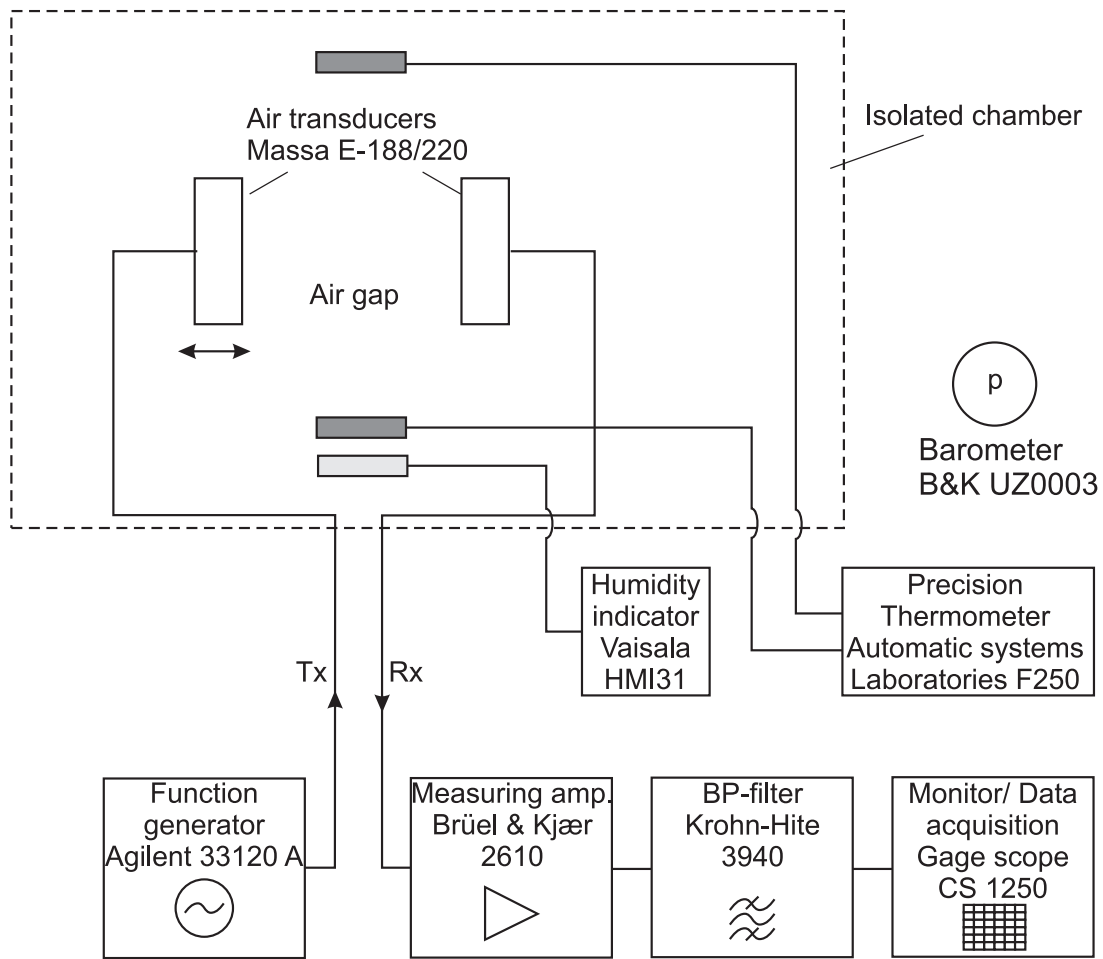 Air transducers
Massa E-188/220
Isolated chamber
Air gap
p
Barometer
B&K UZ0003
Humidity
indicator
Vaisala
HMI31
Precision
Thermometer
Automatic systems
Laboratories F250
Tx
Rx
Function
generator
Agilent 33120 A
Measuring amp.
Brüel & Kjær
2610
BP-filter
Krohn-Hite
3940
Monitor/ Data
acquisition
Gage scope
CS 1250